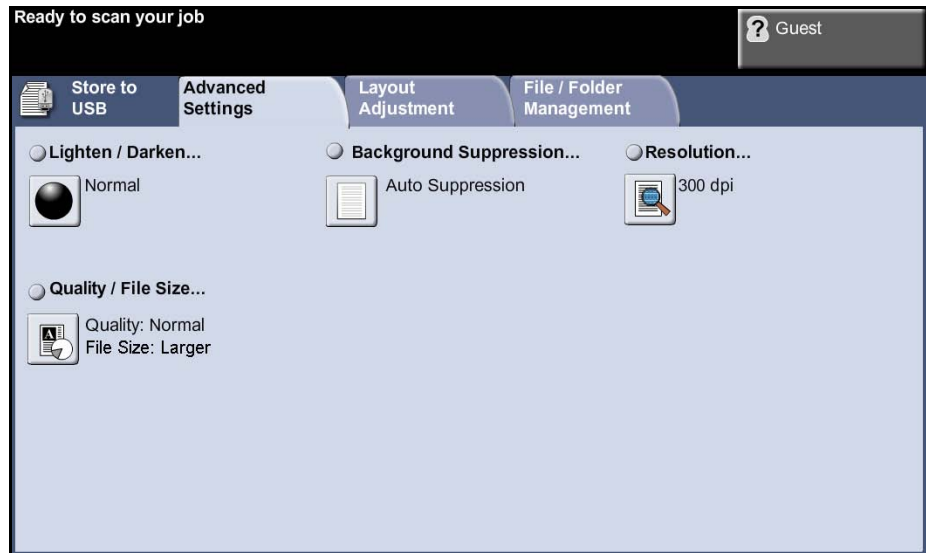 Ready to scan your job
Guest
Store to
USB
Advanced
Settings
Layout
Adjustment
File / Folder
Management
Lighten / Darken...
Normal
Background Suppression...
Auto Suppression
Resolution...
300 dpi
Quality / File Size...
Quality: Normal
File Size: Larger